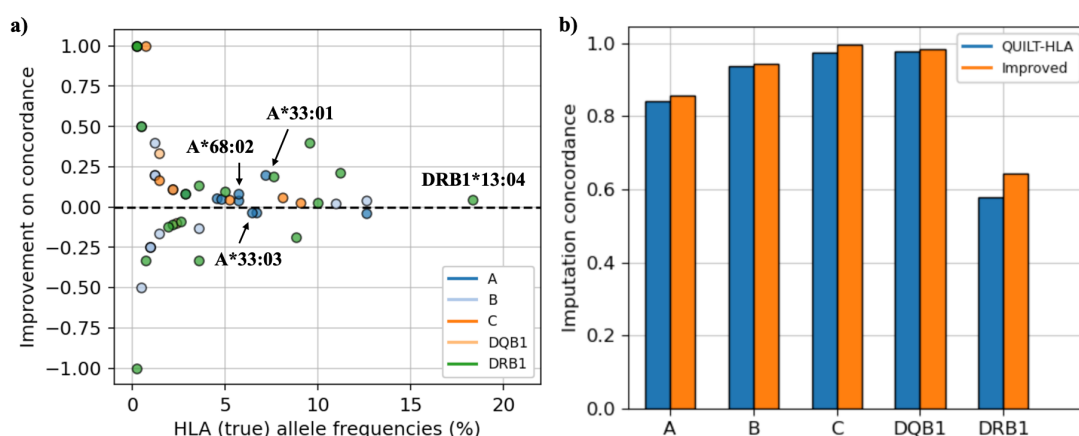 a)
Improvement on concordance
1.00
0.75
0.50
0.25
0.00
−0.25
−0.50
−0.75
−1.00
A*33:01
A*68:02
DRB1*13:04
A*33:03
A
B
C
DQB1
DRB1
0
5
10
15
20
HLA (true) allele frequencies (%)
b)
Imputation concordance
1.0
0.8
0.6
0.4
0.2
0.0
QUILT-HLA
Improved
A
B
C
DQB1
DRB1